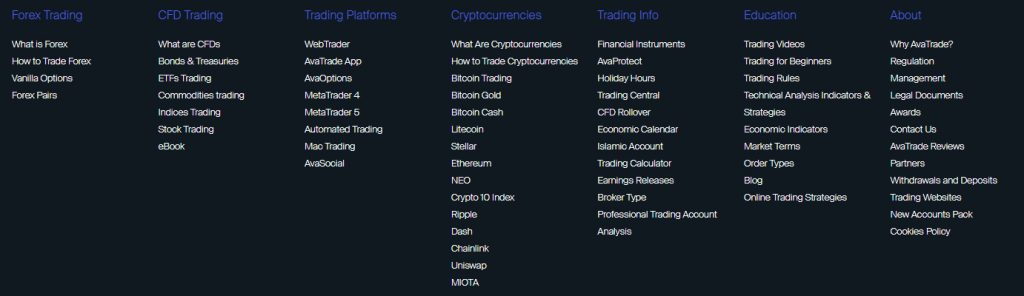 Forex Trading
What is Forex
How to Trade Forex
Vanilla Options
Forex Pairs
CFD Trading
What are CFDs
Bonds & Treasuries
ETFs Trading
Commodities trading
Indices Trading
Stock Trading
eBook
Trading Platforms
WebTrader
AvaTrade App
AvaOptions
MetaTrader 4
MetaTrader 5
Automated Trading
Mac Trading
AvaSocial
Cryptocurrencies
What Are Cryptocurrencies
How to Trade Cryptocurrencies
Bitcoin Trading
Bitcoin Gold
Bitcoin Cash
Litecoin
Stellar
Ethereum
NEO
Crypto 10 Index
Ripple
Dash
Chainlink
Uniswap
MIOTA
Trading Info
Financial Instruments
AvaProtect
Holiday Hours
Trading Central
CFD Rollover
Economic Calendar
Islamic Account
Trading Calculator
Earnings Releases
Broker Type
Professional Trading Account
Analysis
Education
Trading Videos
Trading for Beginners
Trading Rules
Technical Analysis Indicators &
Strategies
Economic Indicators
Market Terms
Order Types
Blog
Online Trading Strategies
About
Why AvaTrade?
Regulation
Management
Legal Documents
Awards
Contact Us
AvaTrade Reviews
Partners
Withdrawals and Deposits
Trading Websites
New Accounts Pack
Cookies Policy